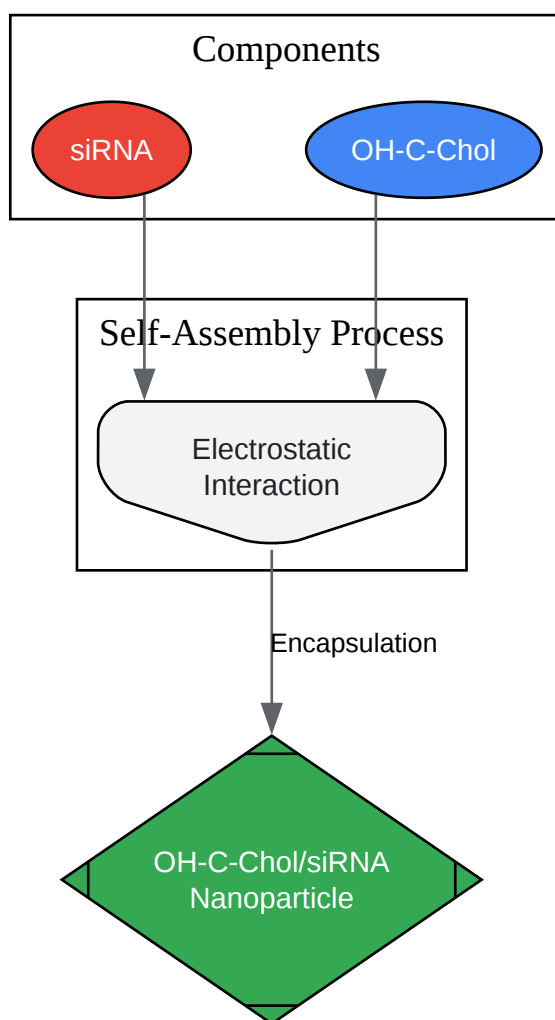 Components
siRNA
OH-C-Chol
Self-Assembly Process
Electrostatic
Interaction
Encapsulation
OH-C-Chol/siRNA
Nanoparticle